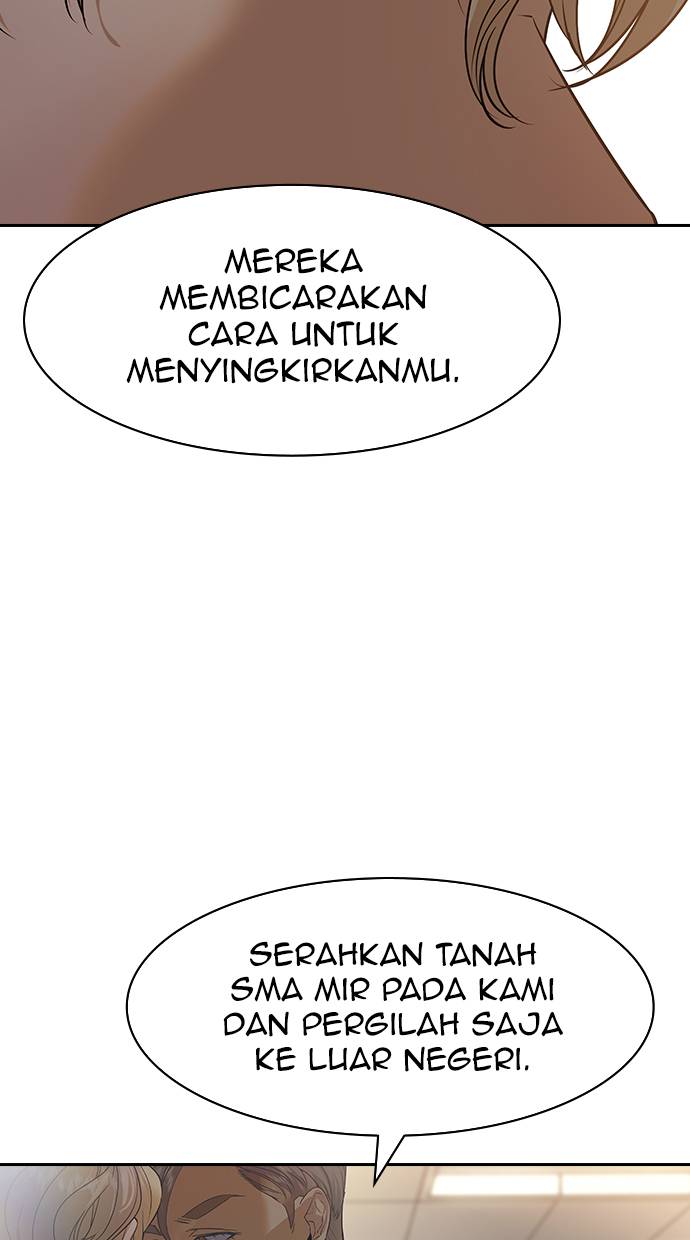 MEREKA
MEMBICARAKAN
CARA UNTUK
MENYINGKIRKANMU.
SERAHKAN TANAH
SMA MIR PADA KAMI
DAN PERGILAH SAJA
KE LUAR NEGERI.